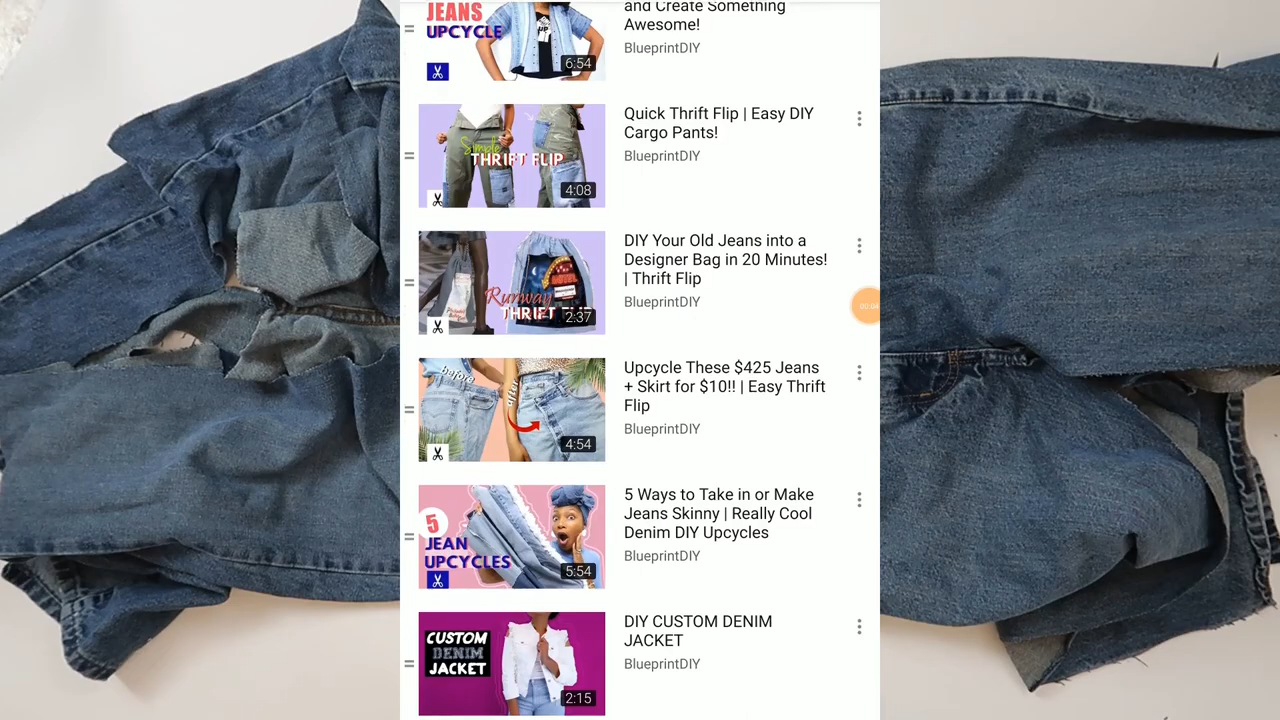 JEANS
UPCYCLE
6:54
and Create Something
Awesome!
BlueprintDIY
Simple
THRIFT FLIP
4:08
Quick Thrift Flip | Easy DIY
Cargo Pants!
BlueprintDIY
Runway
THRIFT FLIP
2:37
DIY Your Old Jeans into a
Designer Bag in 20 Minutes!
| Thrift Flip
BlueprintDIY
00:04
before
after
4:54
Upcycle These $425 Jeans
+ Skirt for $10!! | Easy Thrift
Flip
BlueprintDIY
5
JEAN
UPCYCLES
5:54
5 Ways to Take in or Make
Jeans Skinny | Really Cool
Denim DIY Upcycles
BlueprintDIY
CUSTOM
DENIM
JACKET
2:15
DIY CUSTOM DENIM
JACKET
BlueprintDIY